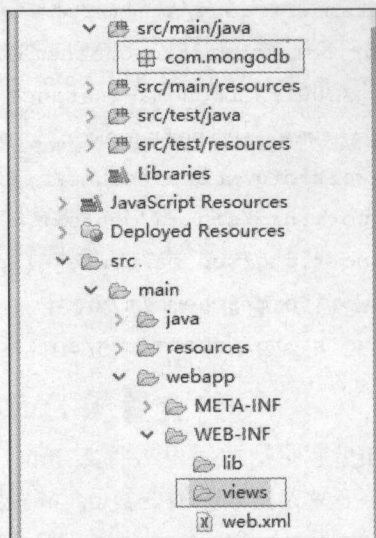 src/main/java
com.mongodb
src/main/resources
src/test/java
src/test/resources
Libraries
JavaScript Resources
Deployed Resources
src
main
java
resources
webapp
META-INF
WEB-INF
lib
views
web.xml